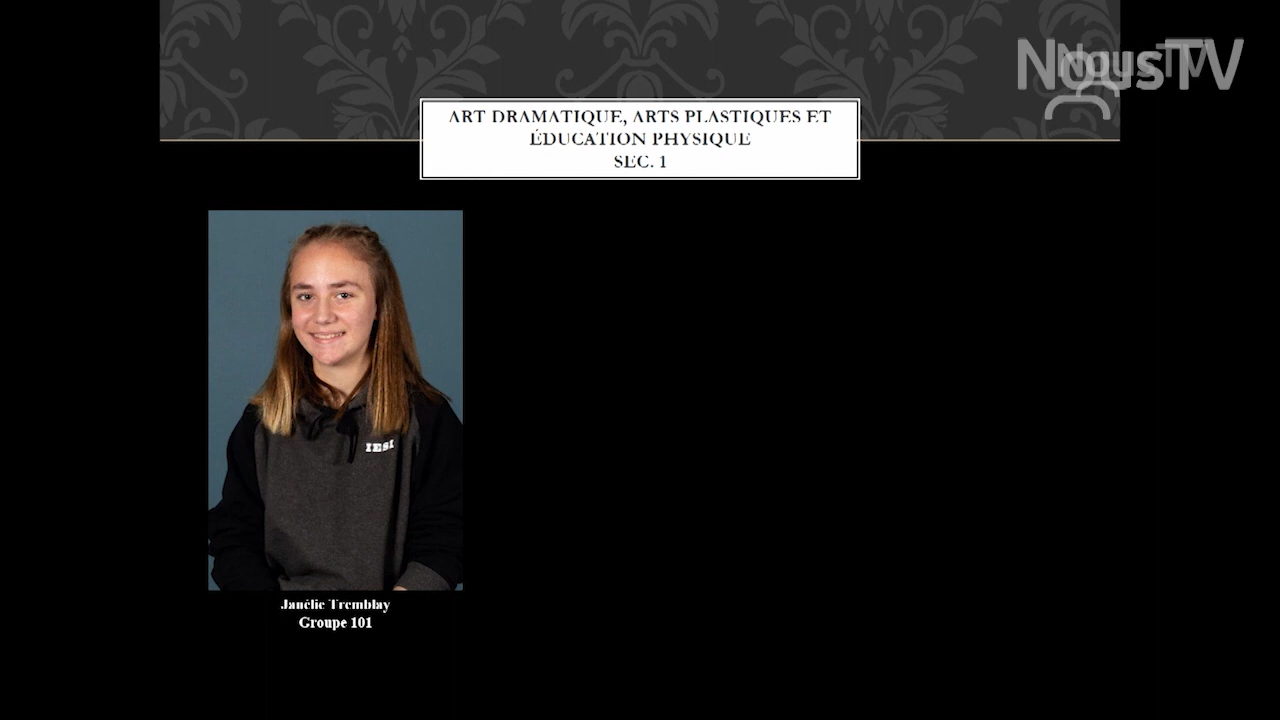 NousTV
ART DRAMATIQUE, ARTS PLASTIQUES ET
ÉDUCATION PHYSIQUE
SEC. 1
IESI
Janélie Tremblay
Groupe 101